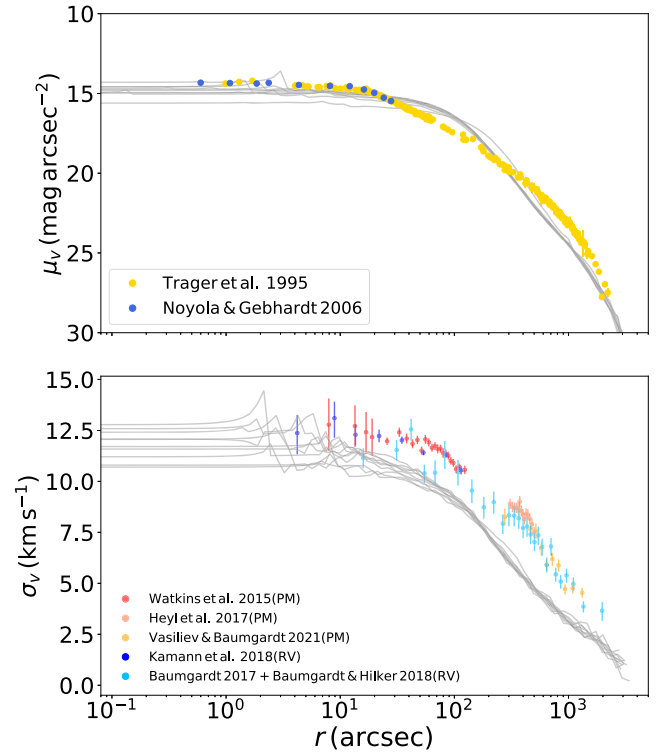 10
15
20
25
30
μᵥ (mag arcsec⁻²)
Trager et al. 1995
Noyola & Gebhardt 2006
15.0
12.5
10.0
7.5
5.0
2.5
0.0
σᵥ (km s⁻¹)
Watkins et al. 2015(PM)
Heyl et al. 2017(PM)
Vasiliev & Baumgardt 2021(PM)
Kamann et al. 2018(RV)
Baumgardt 2017 + Baumgardt & Hilker 2018(RV)
10⁻¹ 10⁰ 10¹ 10² 10³
r (arcsec)